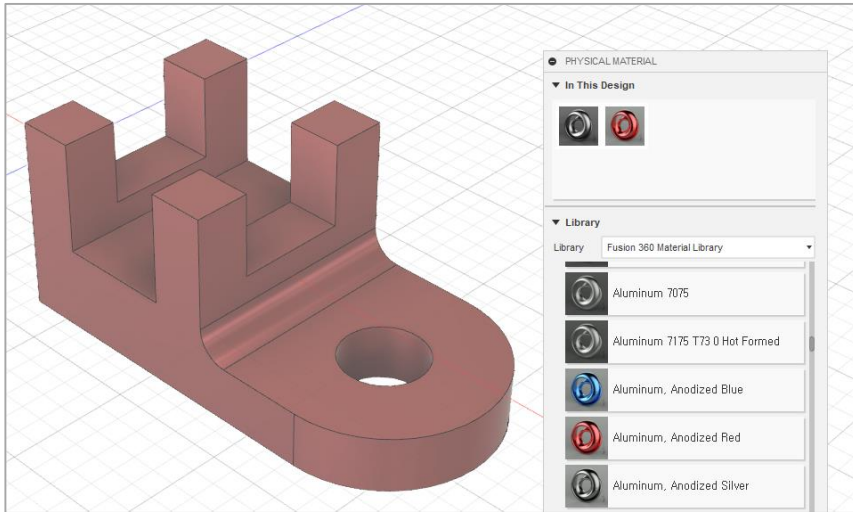 PHYSICAL MATERIAL
In This Design
Library
Library Fusion 360 Material Library
Aluminum 7075
Aluminum 7175 T73 0 Hot Formed
Aluminum, Anodized Blue
Aluminum, Anodized Red
Aluminum, Anodized Silver